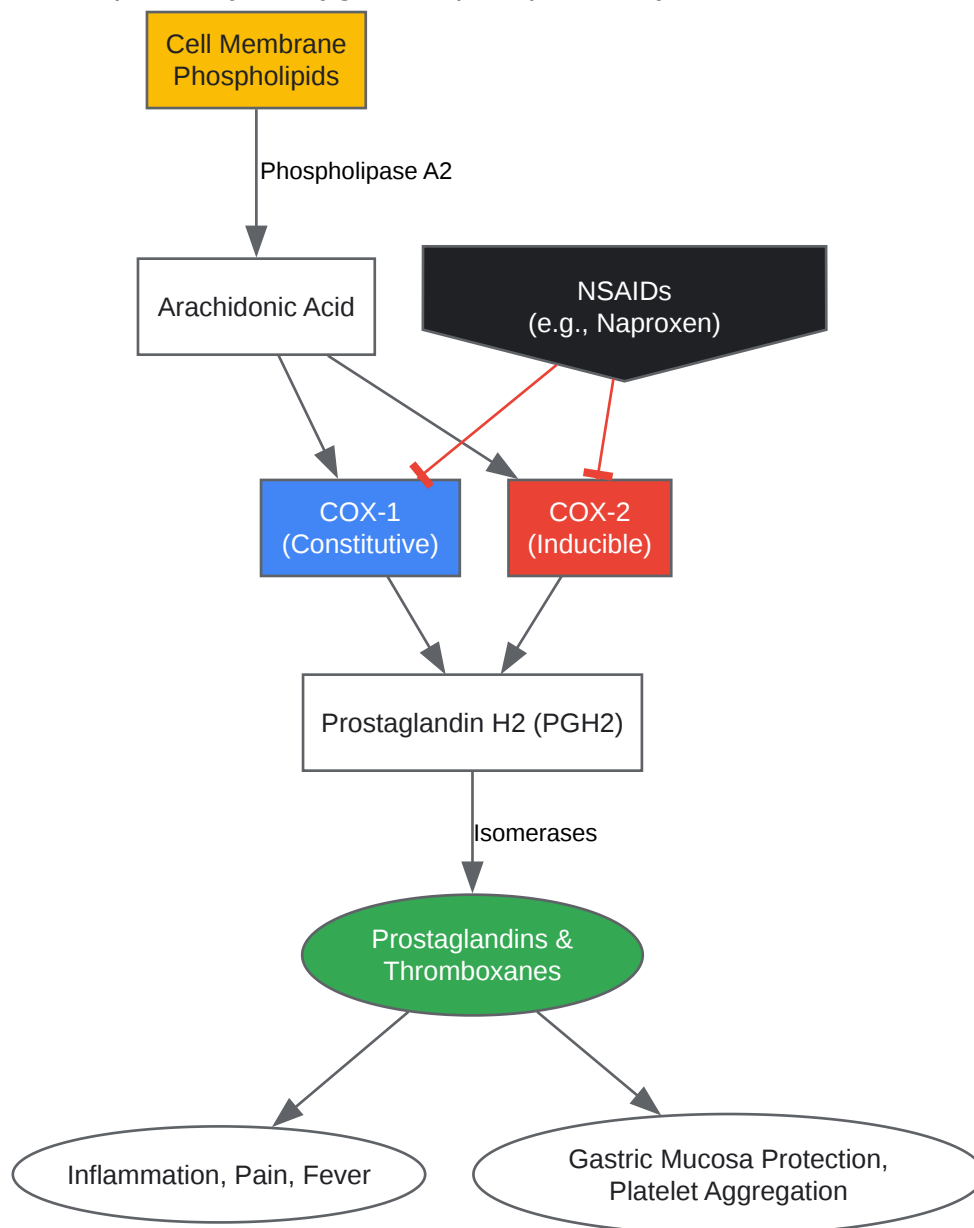 Cell Membrane
Phospholipids
Phospholipase A2
Arachidonic Acid
NSAIDs
(e.g., Naproxen)
COX-1
(Constitutive)
COX-2
(Inducible)
Prostaglandin H2 (PGH2)
Isomerases
Prostaglandins &
Thromboxanes
Inflammation, Pain, Fever
Gastric Mucosa Protection,
Platelet Aggregation